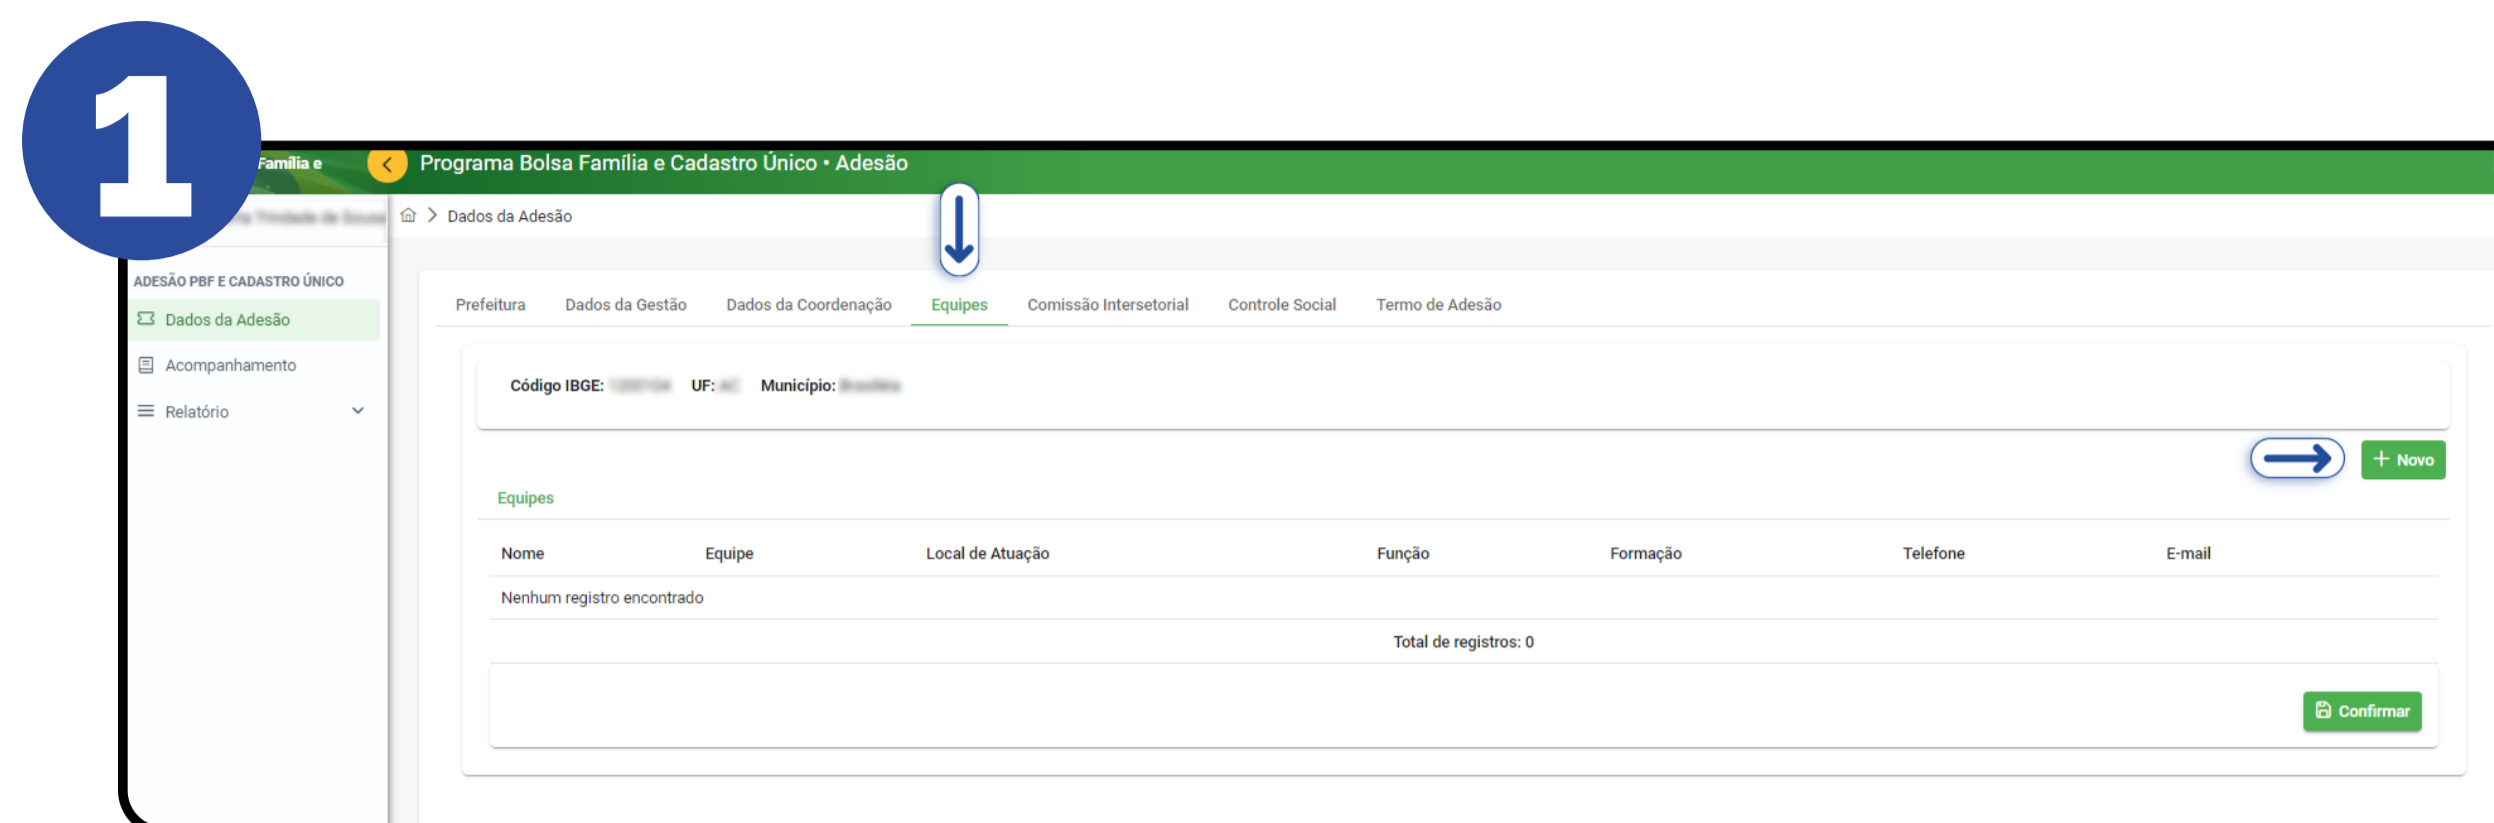 1
Família e
Programa Bolsa Família e Cadastro Único • Adesão
Dados da Adesão
ADESÃO PBF E CADASTRO ÚNICO
Dados da Adesão
Acompanhamento
Relatório
Prefeitura Dados da Gestão Dados da Coordenação Equipes Comissão Intersetorial Controle Social Termo de Adesão
Código IBGE: UF: Município:
+ Novo
Equipes
Nome Equipe Local de Atuação Função Formação Telefone E-mail
Nenhum registro encontrado
Total de registros: 0
Confirmar